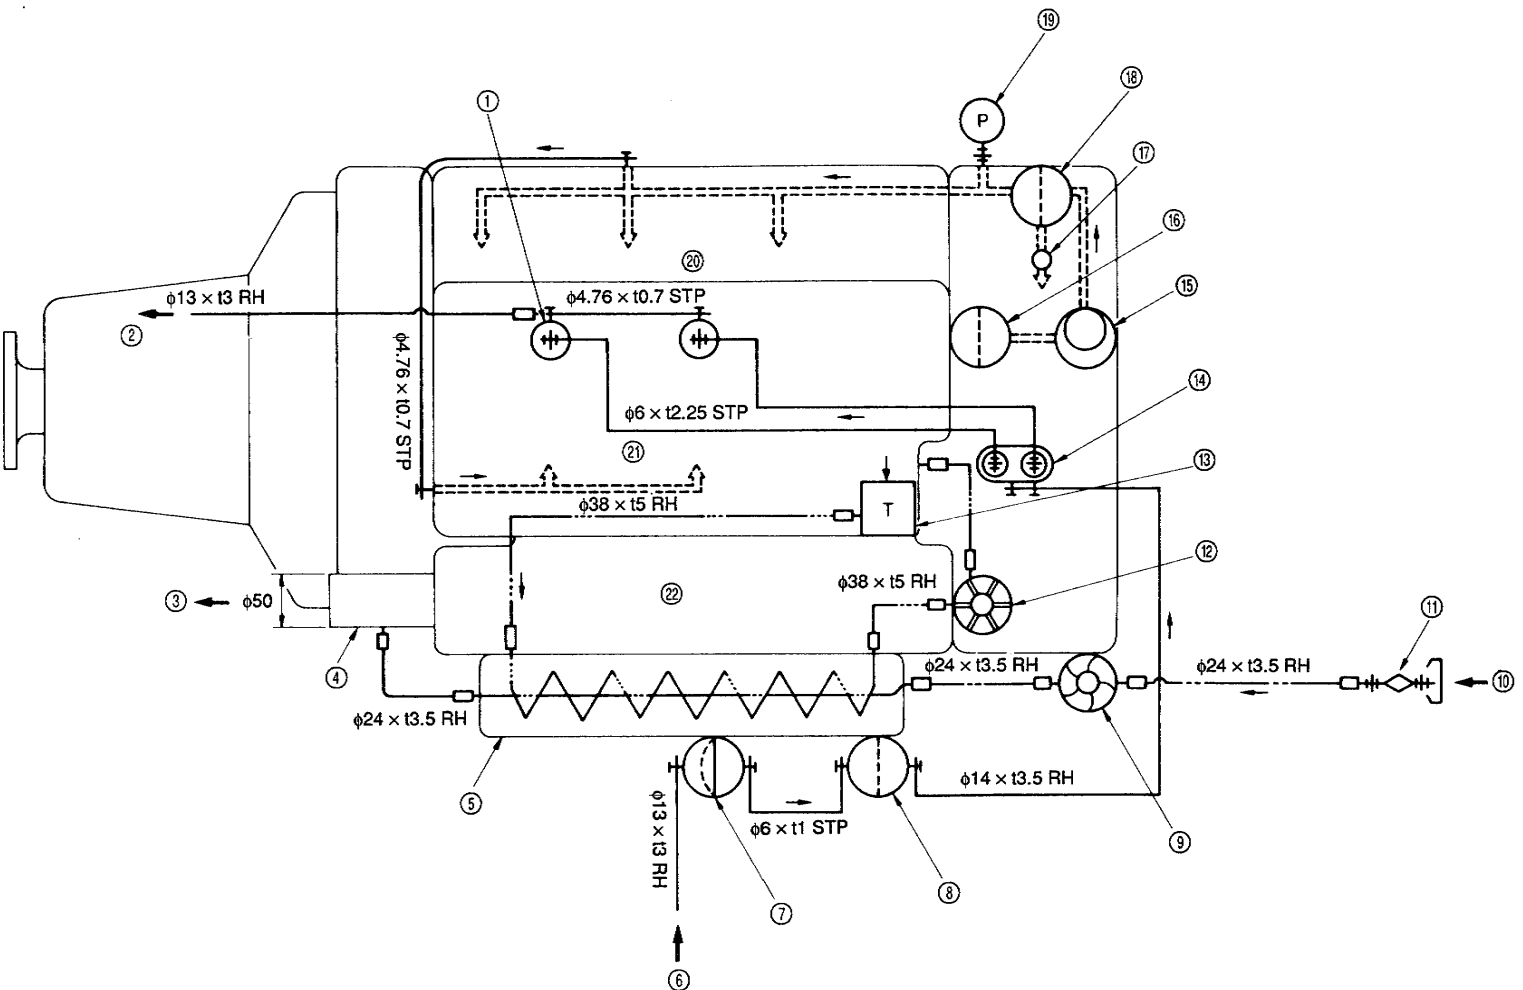 ⑲
⑱
①
P
⑰
⑯
⑳
ϕ13 × t3 RH
ϕ4.76 × t0.7 STP
⑮
②
ϕ4.76 × t0.7 STP
⑭
ϕ6 × t2.25 STP
㉑
⑬
ϕ38 × t5 RH
T
⑫
ϕ38 × t5 RH
③
ϕ50
㉒
⑪
④
ϕ24 × t3.5 RH
ϕ24 × t3.5 RH
⑩
ϕ24 × t3.5 RH
⑤
ϕ14 × t3.5 RH
ϕ13 × t3 RH
ϕ6 × t1 STP
⑨
⑧
⑦
⑥